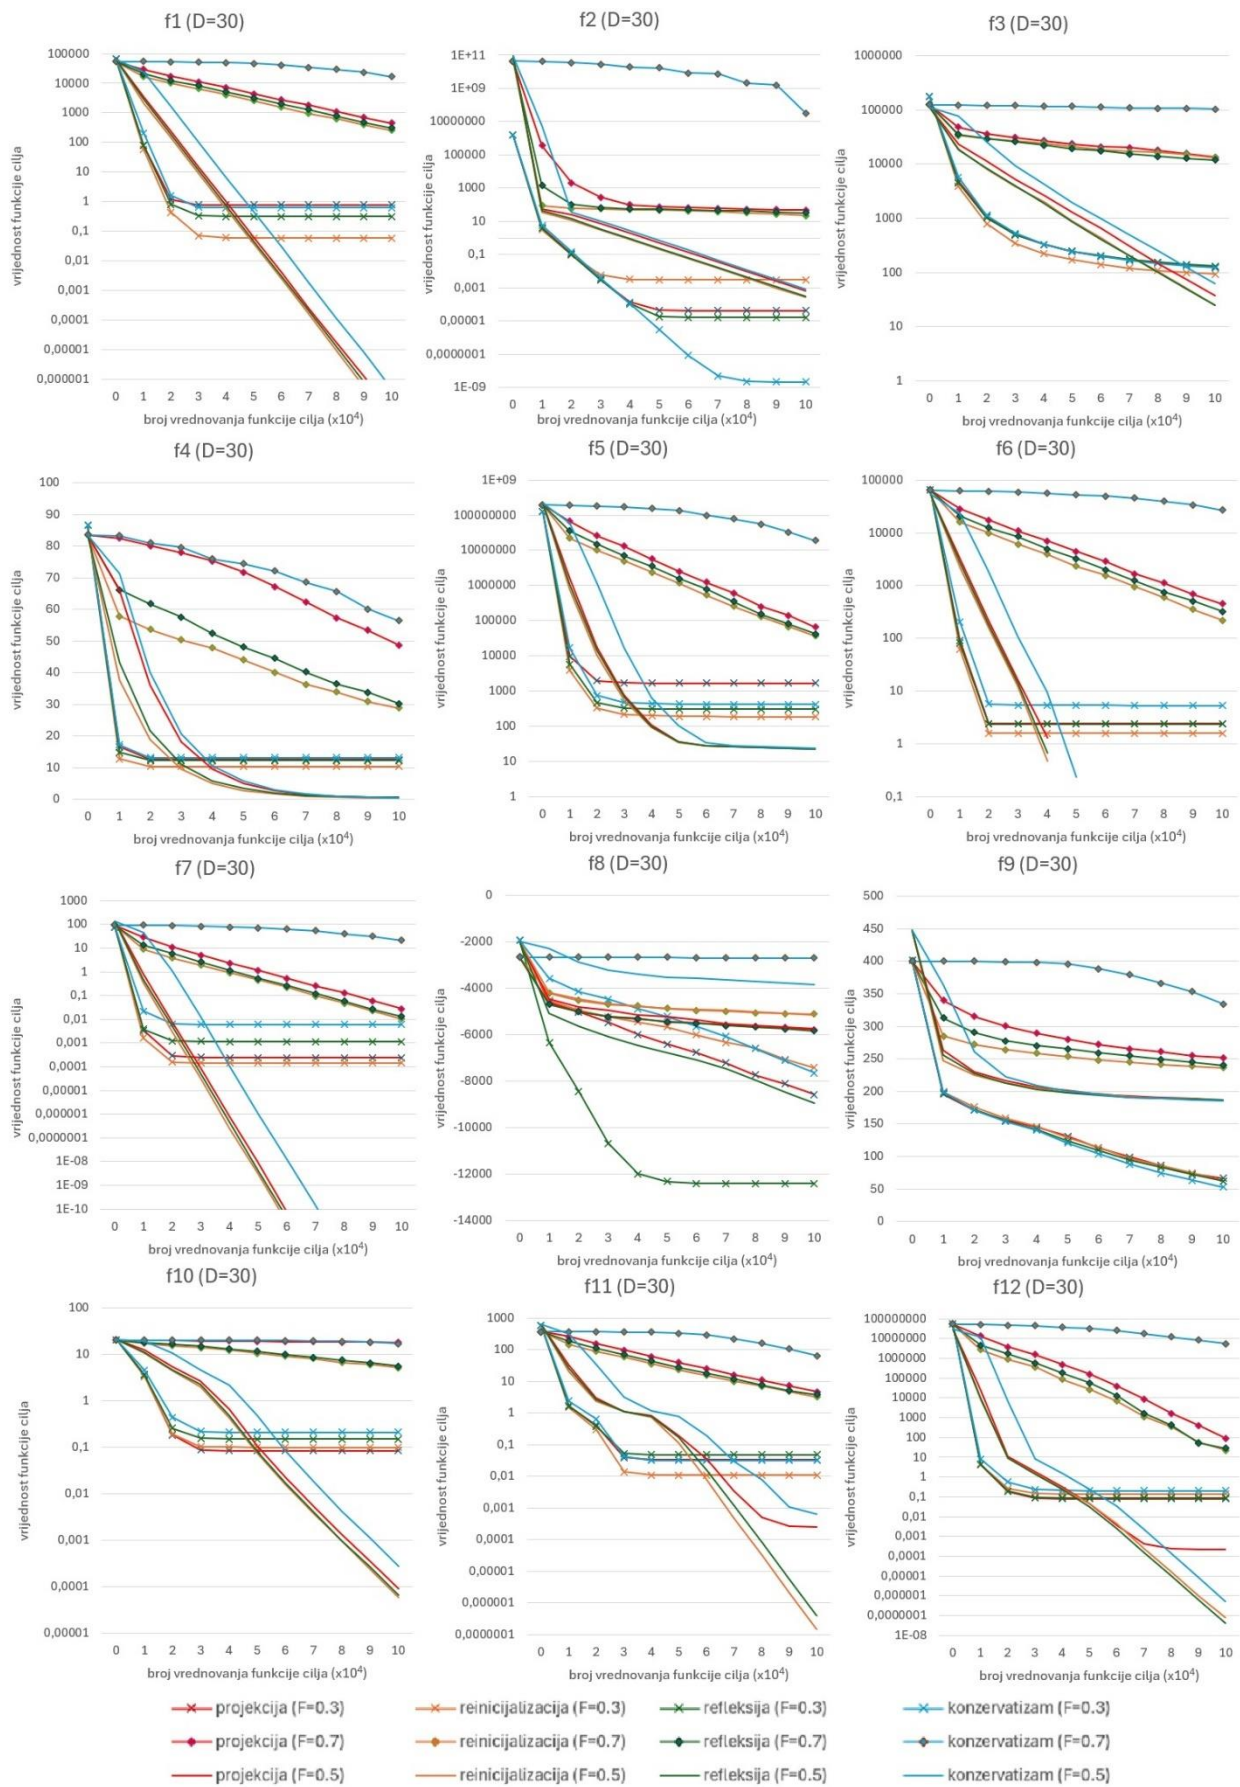 f1 (D=30)
vrijednost funkcije cilja
100000
10000
1000
100
10
1
0,1
0,01
0,001
0,0001
0,00001
0,000001
0 1 2 3 4 5 6 7 8 9 10
broj vrednovanja funkcije cilja (x10⁴)
f2 (D=30)
vrijednost funkcije cilja
1E+11
1E+09
10000000
100000
1000
10
0,1
0,001
0,00001
0,0000001
1E-09
0 1 2 3 4 5 6 7 8 9 10
broj vrednovanja funkcije cilja (x10⁴)
f3 (D=30)
vrijednost funkcije cilja
1000000
100000
10000
1000
100
10
1
0 1 2 3 4 5 6 7 8 9 10
broj vrednovanja funkcije cilja (x10⁴)
f4 (D=30)
vrijednost funkcije cilja
100
90
80
70
60
50
40
30
20
10
0
0 1 2 3 4 5 6 7 8 9 10
broj vrednovanja funkcije cilja (x10⁴)
f5 (D=30)
vrijednost funkcije cilja
1E+09
100000000
10000000
1000000
100000
10000
1000
100
10
1
0 1 2 3 4 5 6 7 8 9 10
broj vrednovanja funkcije cilja (x10⁴)
f6 (D=30)
vrijednost funkcije cilja
100000
10000
1000
100
10
1
0,1
0 1 2 3 4 5 6 7 8 9 10
broj vrednovanja funkcije cilja (x10⁴)
f7 (D=30)
vrijednost funkcije cilja
1000
100
10
1
0,1
0,01
0,001
0,0001
0,00001
0,000001
0,0000001
1E-08
1E-09
1E-10
0 1 2 3 4 5 6 7 8 9 10
broj vrednovanja funkcije cilja (x10⁴)
f8 (D=30)
vrijednost funkcije cilja
0
-2000
-4000
-6000
-8000
-10000
-12000
-14000
0 1 2 3 4 5 6 7 8 9 10
broj vrednovanja funkcije cilja (x10⁴)
f9 (D=30)
vrijednost funkcije cilja
500
450
400
350
300
250
200
150
100
50
0
0 1 2 3 4 5 6 7 8 9 10
broj vrednovanja funkcije cilja (x10⁴)
f10 (D=30)
vrijednost funkcije cilja
100
10
1
0,1
0,01
0,001
0,0001
0,00001
0 1 2 3 4 5 6 7 8 9 10
broj vrednovanja funkcije cilja (x10⁴)
f11 (D=30)
vrijednost funkcije cilja
1000
100
10
1
0,1
0,01
0,001
0,0001
0,00001
0,000001
0,0000001
0 1 2 3 4 5 6 7 8 9 10
broj vrednovanja funkcije cilja (x10⁴)
f12 (D=30)
vrijednost funkcije cilja
100000000
10000000
1000000
100000
10000
1000
100
10
1
0,1
0,01
0,001
0,0001
0,00001
0,000001
0,0000001
1E-08
0 1 2 3 4 5 6 7 8 9 10
broj vrednovanja funkcije cilja (x10⁴)
projekcija (F=0.3) reinicijalizacija (F=0.3) refleksija (F=0.3) konzervatizam (F=0.3)
projekcija (F=0.7) reinicijalizacija (F=0.7) refleksija (F=0.7) konzervatizam (F=0.7)
projekcija (F=0.5) reinicijalizacija (F=0.5) refleksija (F=0.5) konzervatizam (F=0.5)